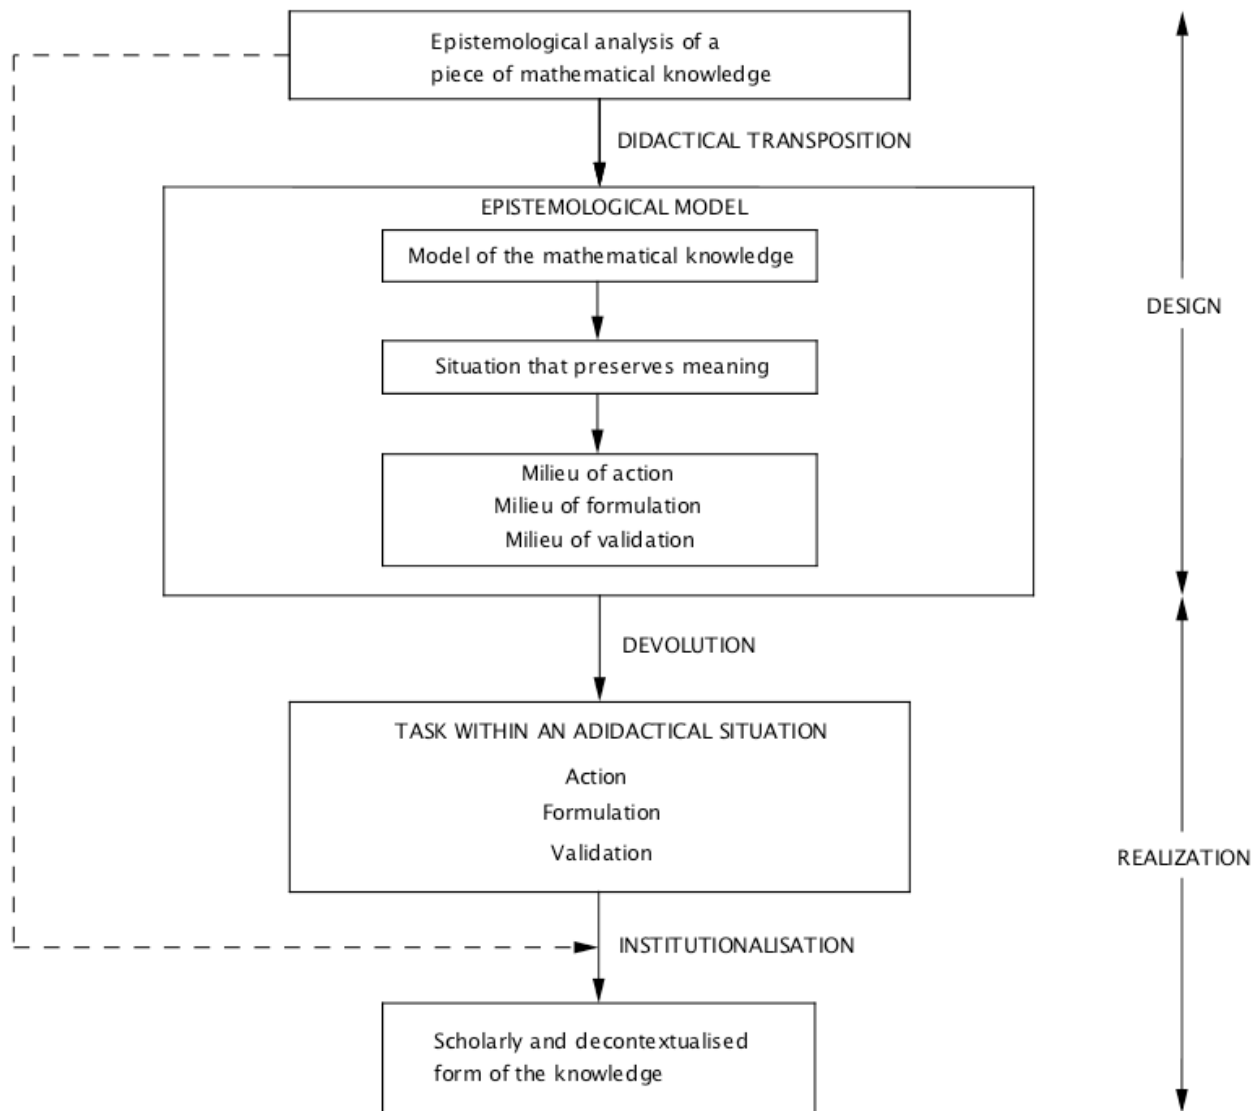 Epistemological analysis of a
piece of mathematical knowledge
DIDACTICAL TRANSPOSITION
EPISTEMOLOGICAL MODEL
Model of the mathematical knowledge
DESIGN
Situation that preserves meaning
Milieu of action
Milieu of formulation
Milieu of validation
DEVOLUTION
TASK WITHIN AN ADIDACTICAL SITUATION
Action
Formulation
Validation
REALIZATION
INSTITUTIONALISATION
Scholarly and decontextualised
form of the knowledge